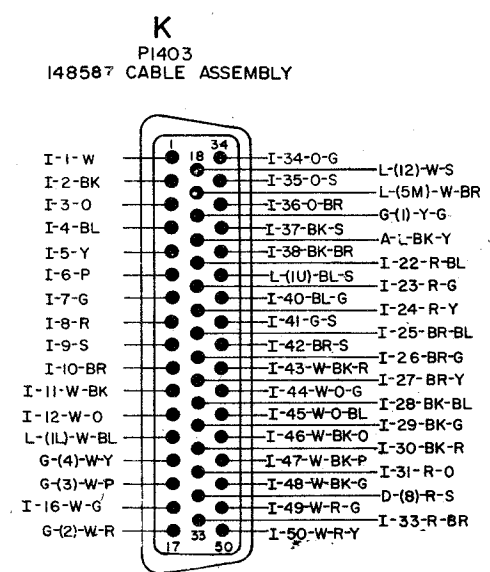 K
P1403
148587 CABLE ASSEMBLY
1 18 34
I-1-W
I-2-BK
I-3-O
I-4-BL
I-5-Y
I-6-P
I-7-G
I-8-R
I-9-S
I-10-BR
I-11-W-BK
I-12-W-O
L-(1L)-W-BL
G-(4)-W-Y
G-(3)-W-P
I-16-W-G
G-(2)-W-R
I-34-O-G
I-35-O-S
I-36-O-BR
I-37-BK-S
I-38-BK-BR
L-(1U)-BL-S
I-40-BL-G
I-41-G-S
I-42-BR-S
I-43-W-BK-R
I-44-W-O-G
I-45-W-O-BL
I-46-W-BK-O
I-47-W-BK-P
I-48-W-BK-G
I-49-W-R-G
I-50-W-R-Y
L-(12)-W-S
L-(5M)-W-BR
G-(1)-Y-G
A-L-BK-Y
I-22-R-BL
I-23-R-G
I-24-R-Y
I-25-BR-BL
I-26-BR-G
I-27-BR-Y
I-28-BK-BL
I-29-BK-G
I-30-BK-R
I-31-R-O
D-(8)-R-S
I-33-R-BR
17 33 50